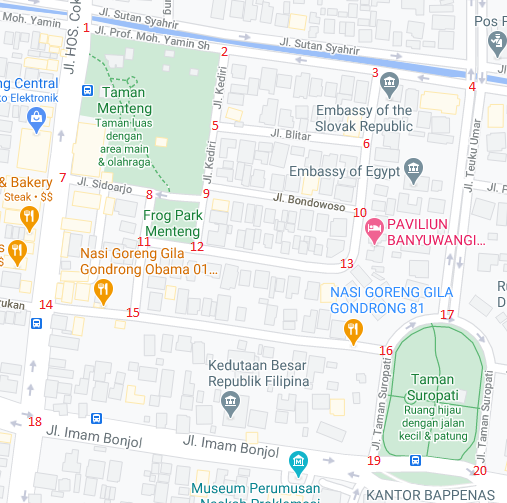 Jl. Sutan Syahrir
Moh. Yamin
Jl. Prof. Moh. Yamin Sh
Jl. Sutan Syahrir
Pos P
1
2
3
4
Jl. HOS. Cok
ng Central
ko Elektronik
Taman
Menteng
Taman luas
dengan
area main
& olahraga
Jl. Kediri
Embassy of the
Slovak Republic
5
Jl. Blitar
6
Jl. Teuku Umar
Jl. Kediri
Embassy of Egypt
7
& Bakery
Steak • $$
Jl. Sidoarjo
8
9
Jl. Bondowoso
10
Frog Park
Menteng
PAVILIUN
BANYUWANGI...
11
12
13
Nasi Goreng Gila
Gondrong Obama 01...
s
$
NASI GORENG GILA
GONDRONG 81
14
rukan
15
16
17
Ru
D
Kedutaan Besar
Republik Filipina
Taman
Suropati
Ruang hijau
dengan jalan
kecil & patung
Jl. Taman Suropati
Jl. Taman Suropati
18
Jl. Imam Bonjol
Jl. Imam Bonjol
19
20
Museum Perumusan
Naskah Proklamasi
KANTOR BAPPENAS